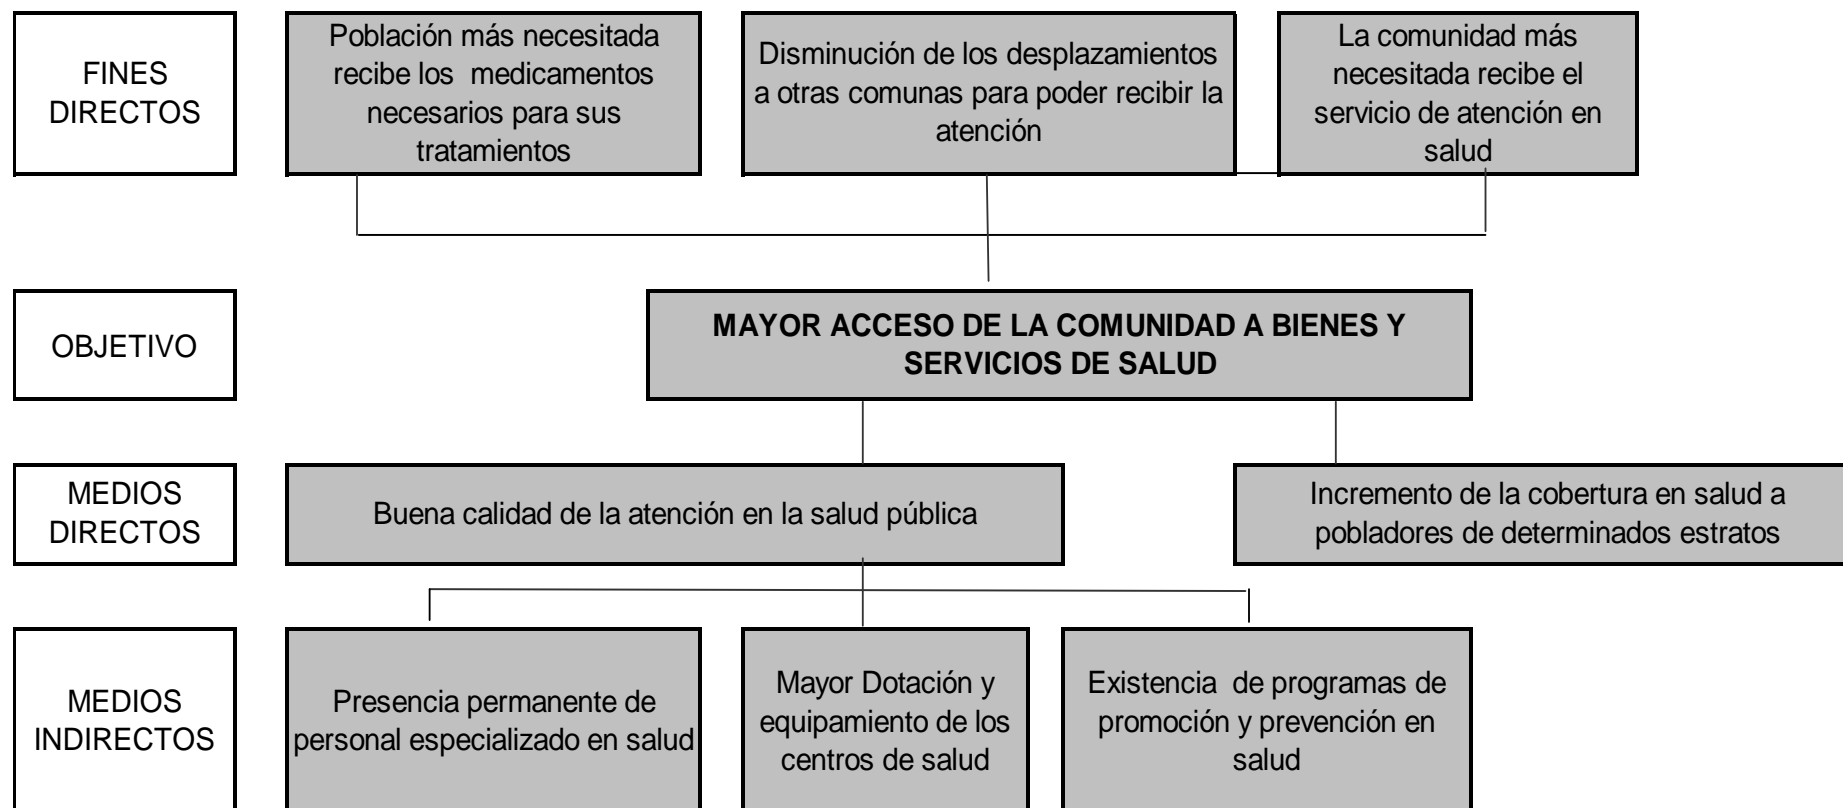 FINES
DIRECTOS
Población más necesitada
recibe los medicamentos
necesarios para sus
tratamientos
Disminución de los desplazamientos
a otras comunas para poder recibir la
atención
La comunidad más
necesitada recibe el
servicio de atención en
salud
OBJETIVO
MAYOR ACCESO DE LA COMUNIDAD A BIENES Y
SERVICIOS DE SALUD
MEDIOS
DIRECTOS
Buena calidad de la atención en la salud pública
Incremento de la cobertura en salud a
pobladores de determinados estratos
MEDIOS
INDIRECTOS
Presencia permanente de
personal especializado en salud
Mayor Dotación y
equipamiento de los
centros de salud
Existencia de programas de
promoción y prevención en
salud